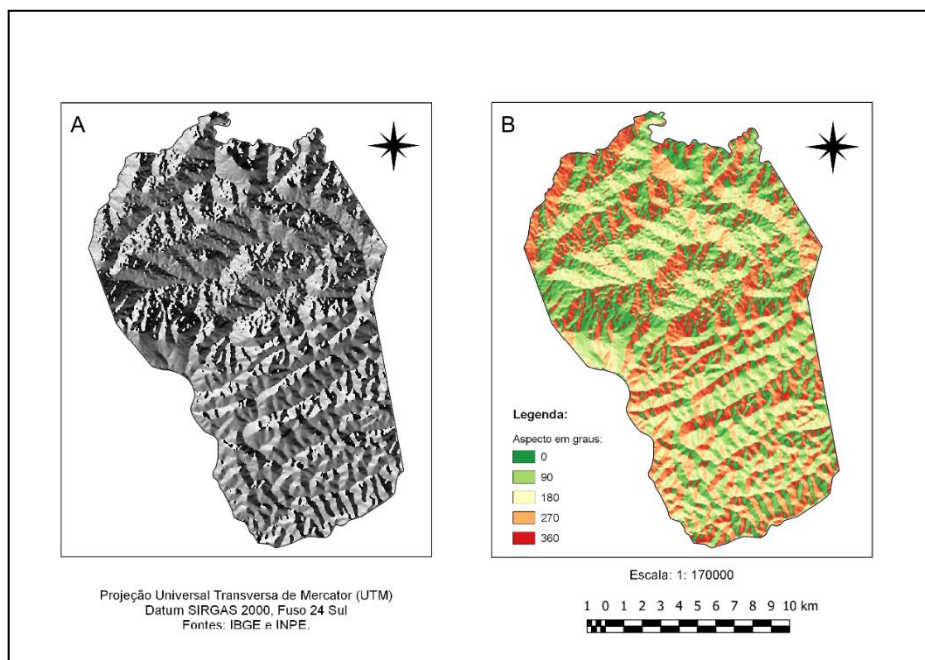 A
B
Legenda:
Aspecto em graus:
0
90
180
270
360
Projeção Universal Transversa de Mercator (UTM)
Datum SIRGAS 2000, Fuso 24 Sul
Fontes: IBGE e INPE.
Escala: 1: 170000
1 0 1 2 3 4 5 6 7 8 9 10 km